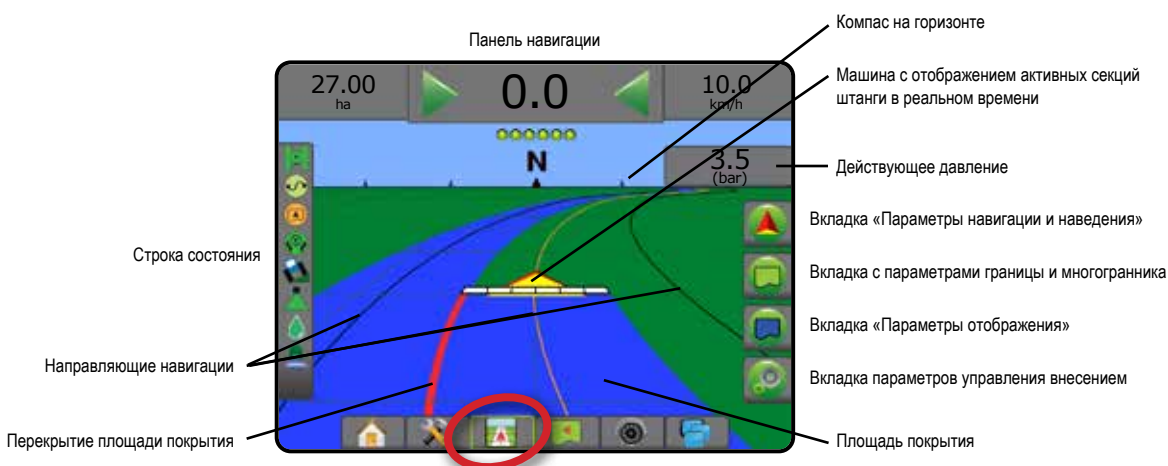 Компас на горизонте
Панель навигации
Машина с отображением активных секций
штанги в реальном времени
27.00
ha
0.0
10.0
km/h
N
3.5
(bar)
Действующее давление
Вкладка «Параметры навигации и наведения»
Строка состояния
Вкладка с параметрами границы и многогранника
Вкладка «Параметры отображения»
Направляющие навигации
Вкладка параметров управления внесением
Перекрытие площади покрытия
Площадь покрытия